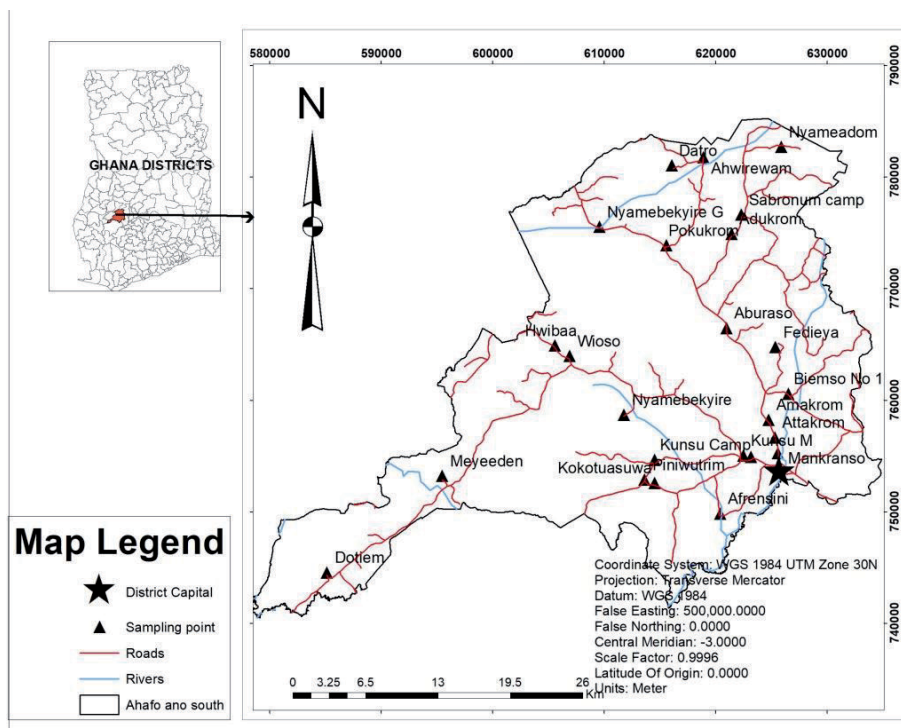 580000 590000 600000 610000 620000 630000
790000
780000
770000
760000
750000
740000
GHANA DISTRICTS
N
Nyameadom
Datro
Ahwirewam
Sabronum camp
Nyamebekyire G
Adukrom
Pokukrom
Aburaso
Hwibaa
Fedieya
Wioso
Biemso No 1
Nyamebekyire
Amakrom
Attakrom
Kunsu Camp
Kunsu M
Mankranso
Meyeeden
Kokotuasuwa
Piniwutrim
Afrensini
Dotiem
Map Legend
District Capital
Sampling point
Roads
Rivers
Ahafo ano south
Coordinate System: WGS 1984 UTM Zone 30N
Projection: Transverse Mercator
Datum: WGS 1984
False Easting: 500,000.0000
False Northing: 0.0000
Central Meridian: -3.0000
Scale Factor: 0.9996
Latitude Of Origin: 0.0000
Units: Meter
0 3.25 6.5 13 19.5 26
Km